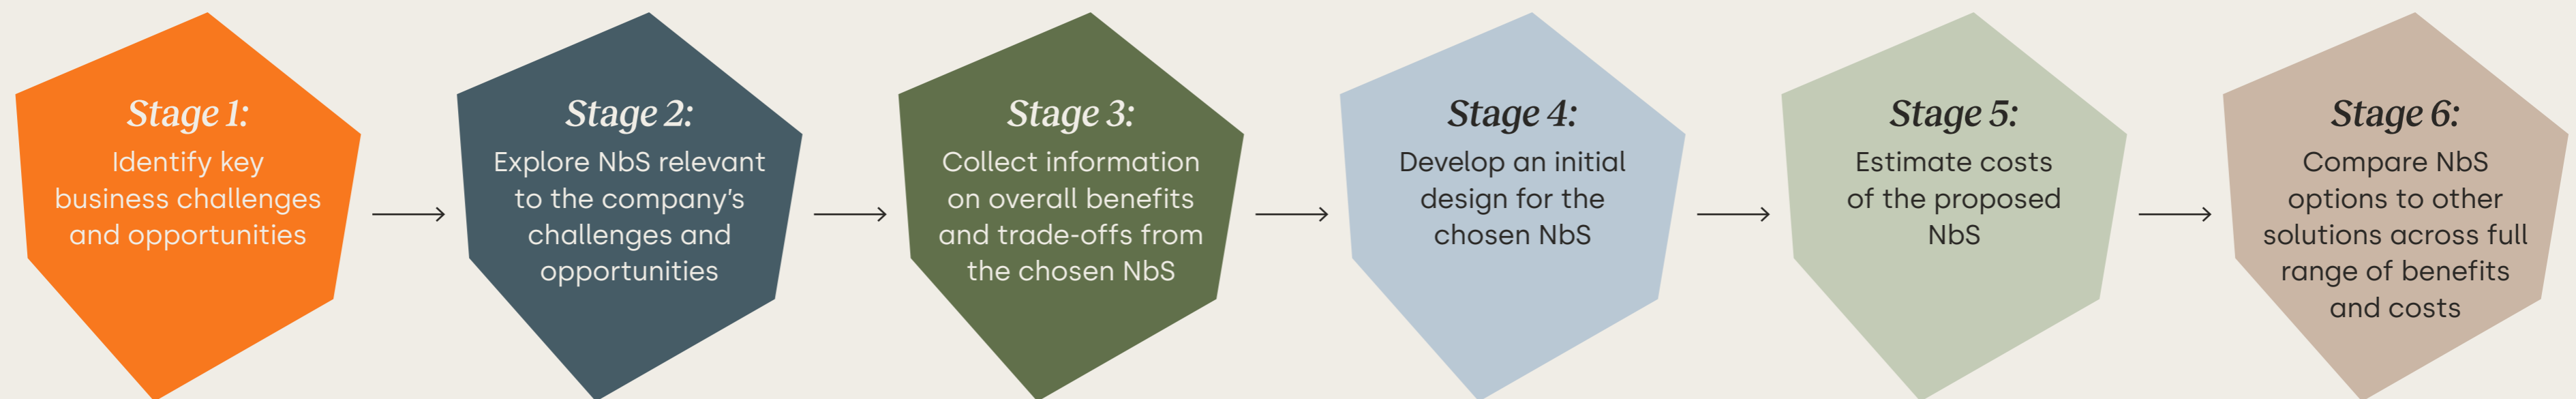 Stage 1:
Identify key
business challenges
and opportunities
Stage 2:
Explore NbS relevant
to the company’s
challenges and
opportunities
Stage 3:
Collect information
on overall benefits
and trade-offs from
the chosen NbS
Stage 4:
Develop an initial
design for the
chosen NbS
Stage 5:
Estimate costs
of the proposed
NbS
Stage 6:
Compare NbS
options to other
solutions across full
range of benefits
and costs